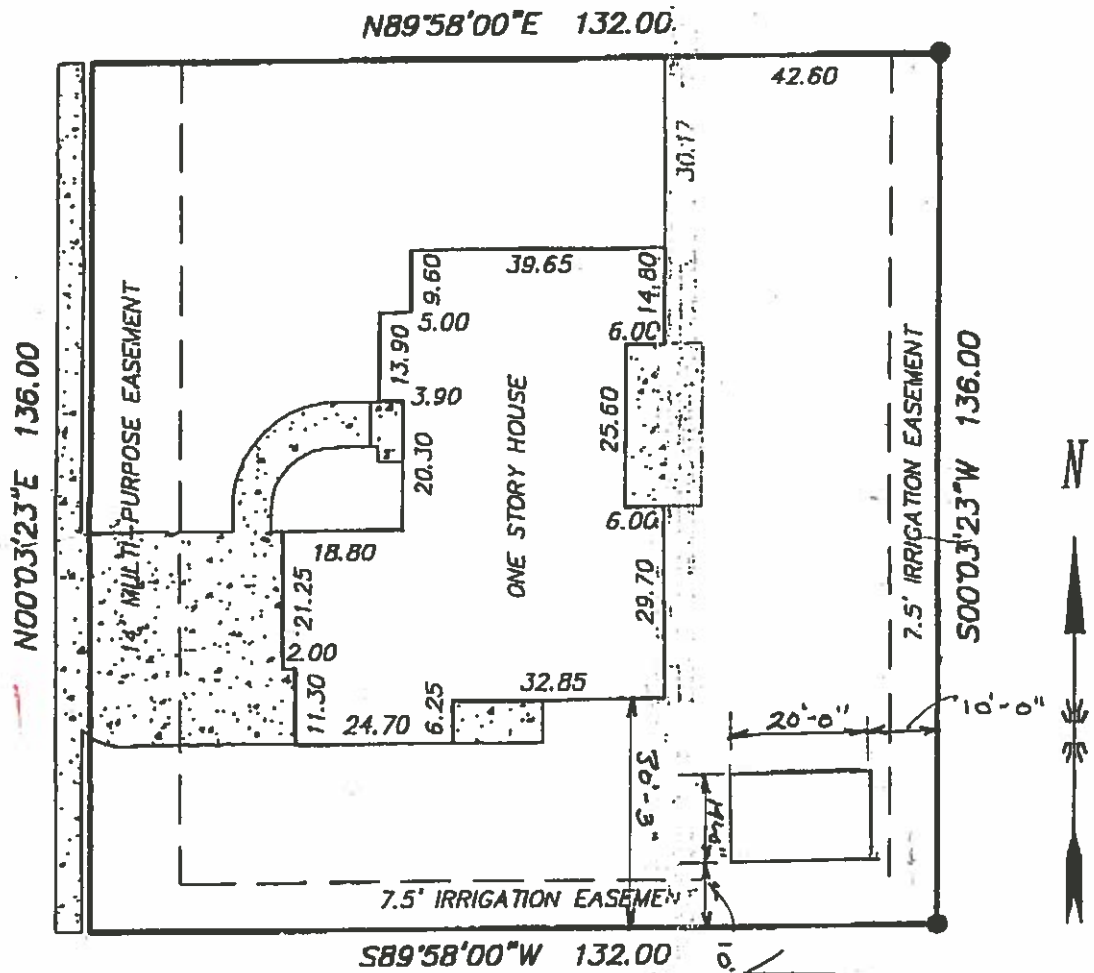 N89°58'00"E 132.00
42.60
30.17
39.65
9.60
14.80
5.00
6.00
13.90
3.90
25.60
20.30
ONE STORY HOUSE
14' MULTI-PURPOSE EASEMENT
N00°03'23"E 136.00
7.5' IRRIGATION EASEMENT
S00°03'23"W 136.00
N
6.00
18.80
21.25
29.70
2.00
32.85
11.30
24.70
6.25
20'-0"
10'-0"
30'-3"
7.5' IRRIGATION EASEMEN
S89°58'00"W 132.00